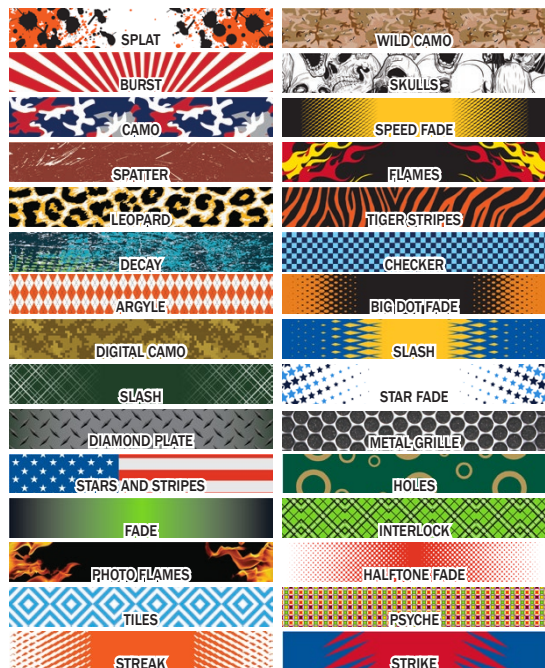 SPLAT
WILD CAMO
BURST
SKULLS
CAMO
SPEED FADE
SPATTER
FLAMES
LEOPARD
TIGER STRIPES
DECAY
CHECKER
ARGYLE
BIG DOT FADE
DIGITAL CAMO
SLASH
SLASH
STAR FADE
DIAMOND PLATE
METAL GRILLE
STARS AND STRIPES
HOLES
FADE
INTERLOCK
PHOTO FLAMES
HALFTONE FADE
TILES
PSYCHE
STREAK
STRIKE